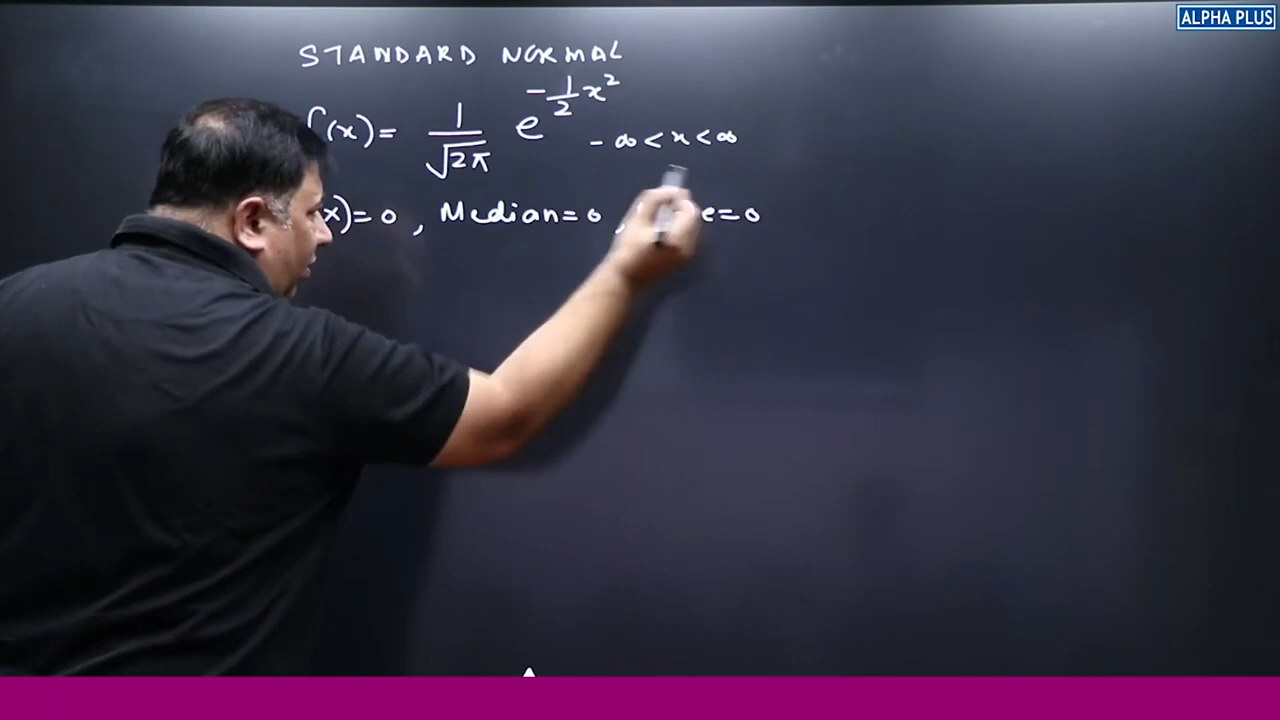 ALPHA PLUS
STANDARD NORMAL
f(x)= 1/√2π e^-1/2 x² -∞<x<∞
x)=0 , Median=0 , e=0